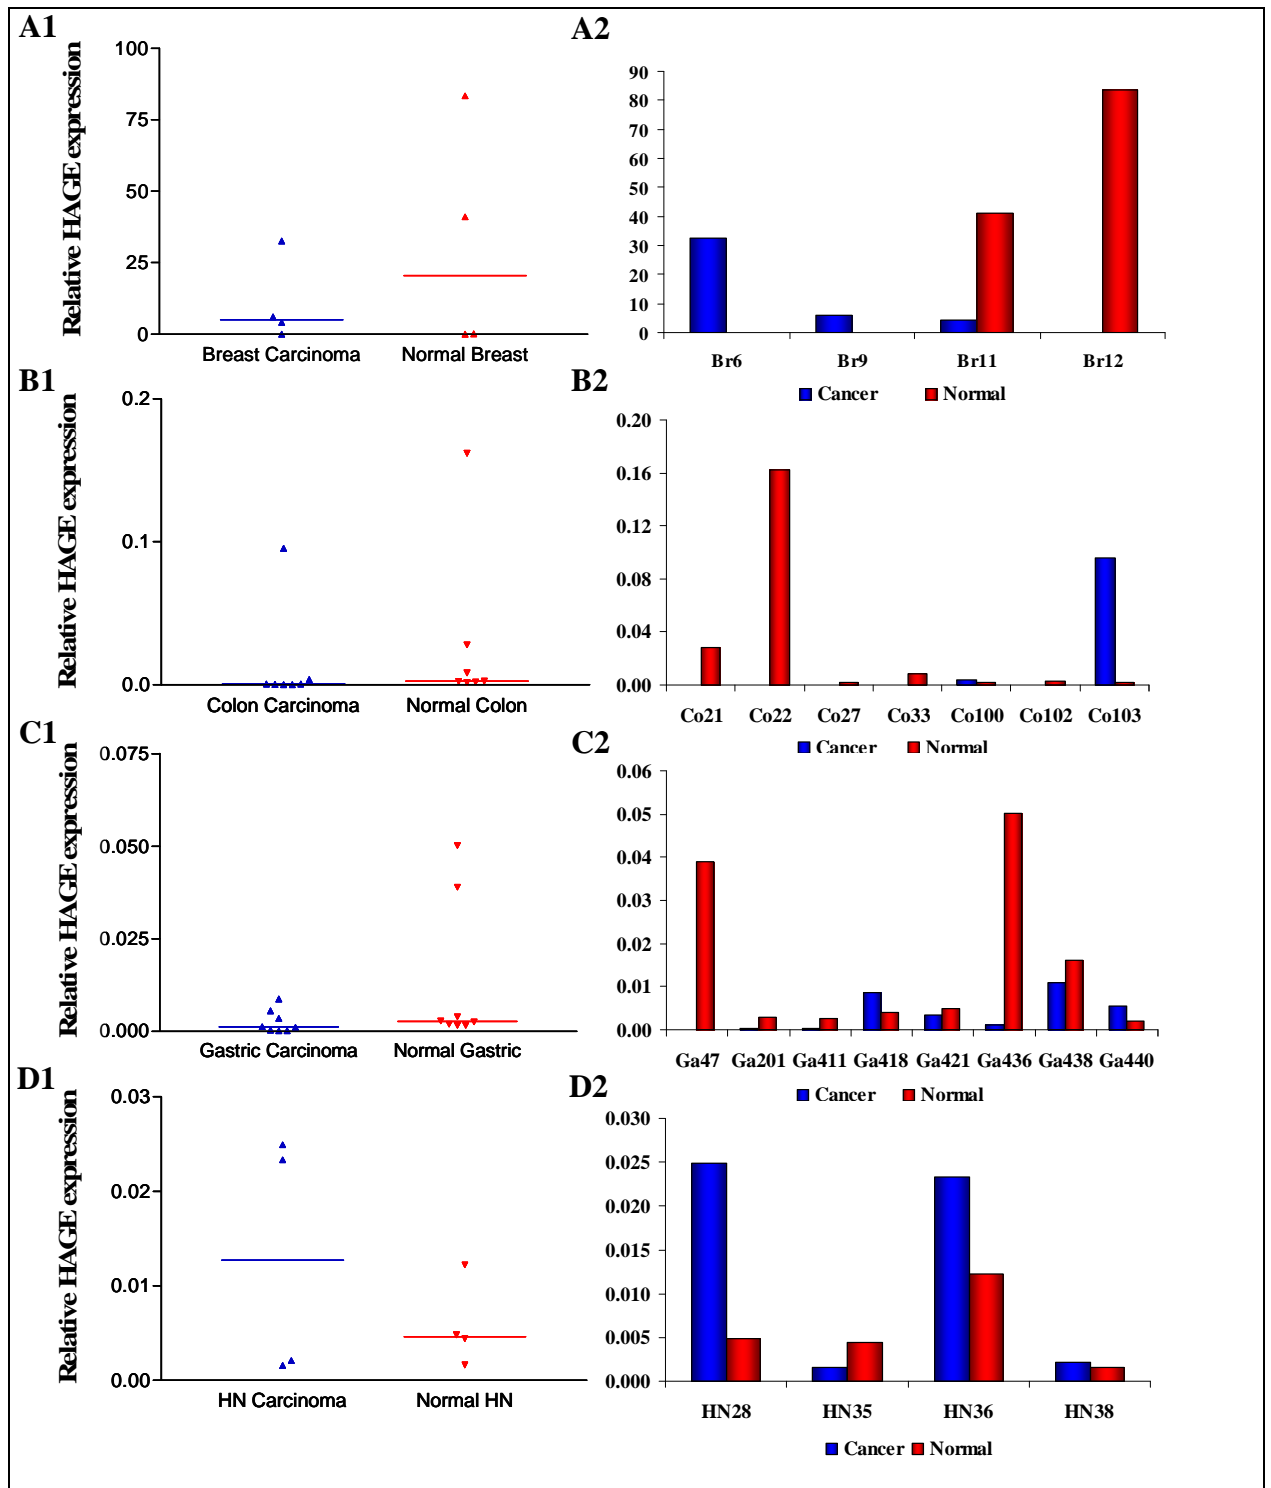 A1
Relative HAGE expression
100
75
50
25
0
Breast Carcinoma Normal Breast
A2
90
80
70
60
50
40
30
20
10
0
Br6 Br9 Br11 Br12
Cancer Normal
B1
Relative HAGE expression
0.2
0.1
0.0
Colon Carcinoma Normal Colon
B2
0.20
0.16
0.12
0.08
0.04
0.00
Co21 Co22 Co27 Co33 Co100 Co102 Co103
Cancer Normal
C1
Relative HAGE expression
0.075
0.050
0.025
0.000
Gastric Carcinoma Normal Gastric
C2
0.06
0.05
0.04
0.03
0.02
0.01
0.00
Ga47 Ga201 Ga411 Ga418 Ga421 Ga436 Ga438 Ga440
Cancer Normal
D1
Relative HAGE expression
0.03
0.02
0.01
0.00
HN Carcinoma Normal HN
D2
0.030
0.025
0.020
0.015
0.010
0.005
0.000
HN28 HN35 HN36 HN38
Cancer Normal